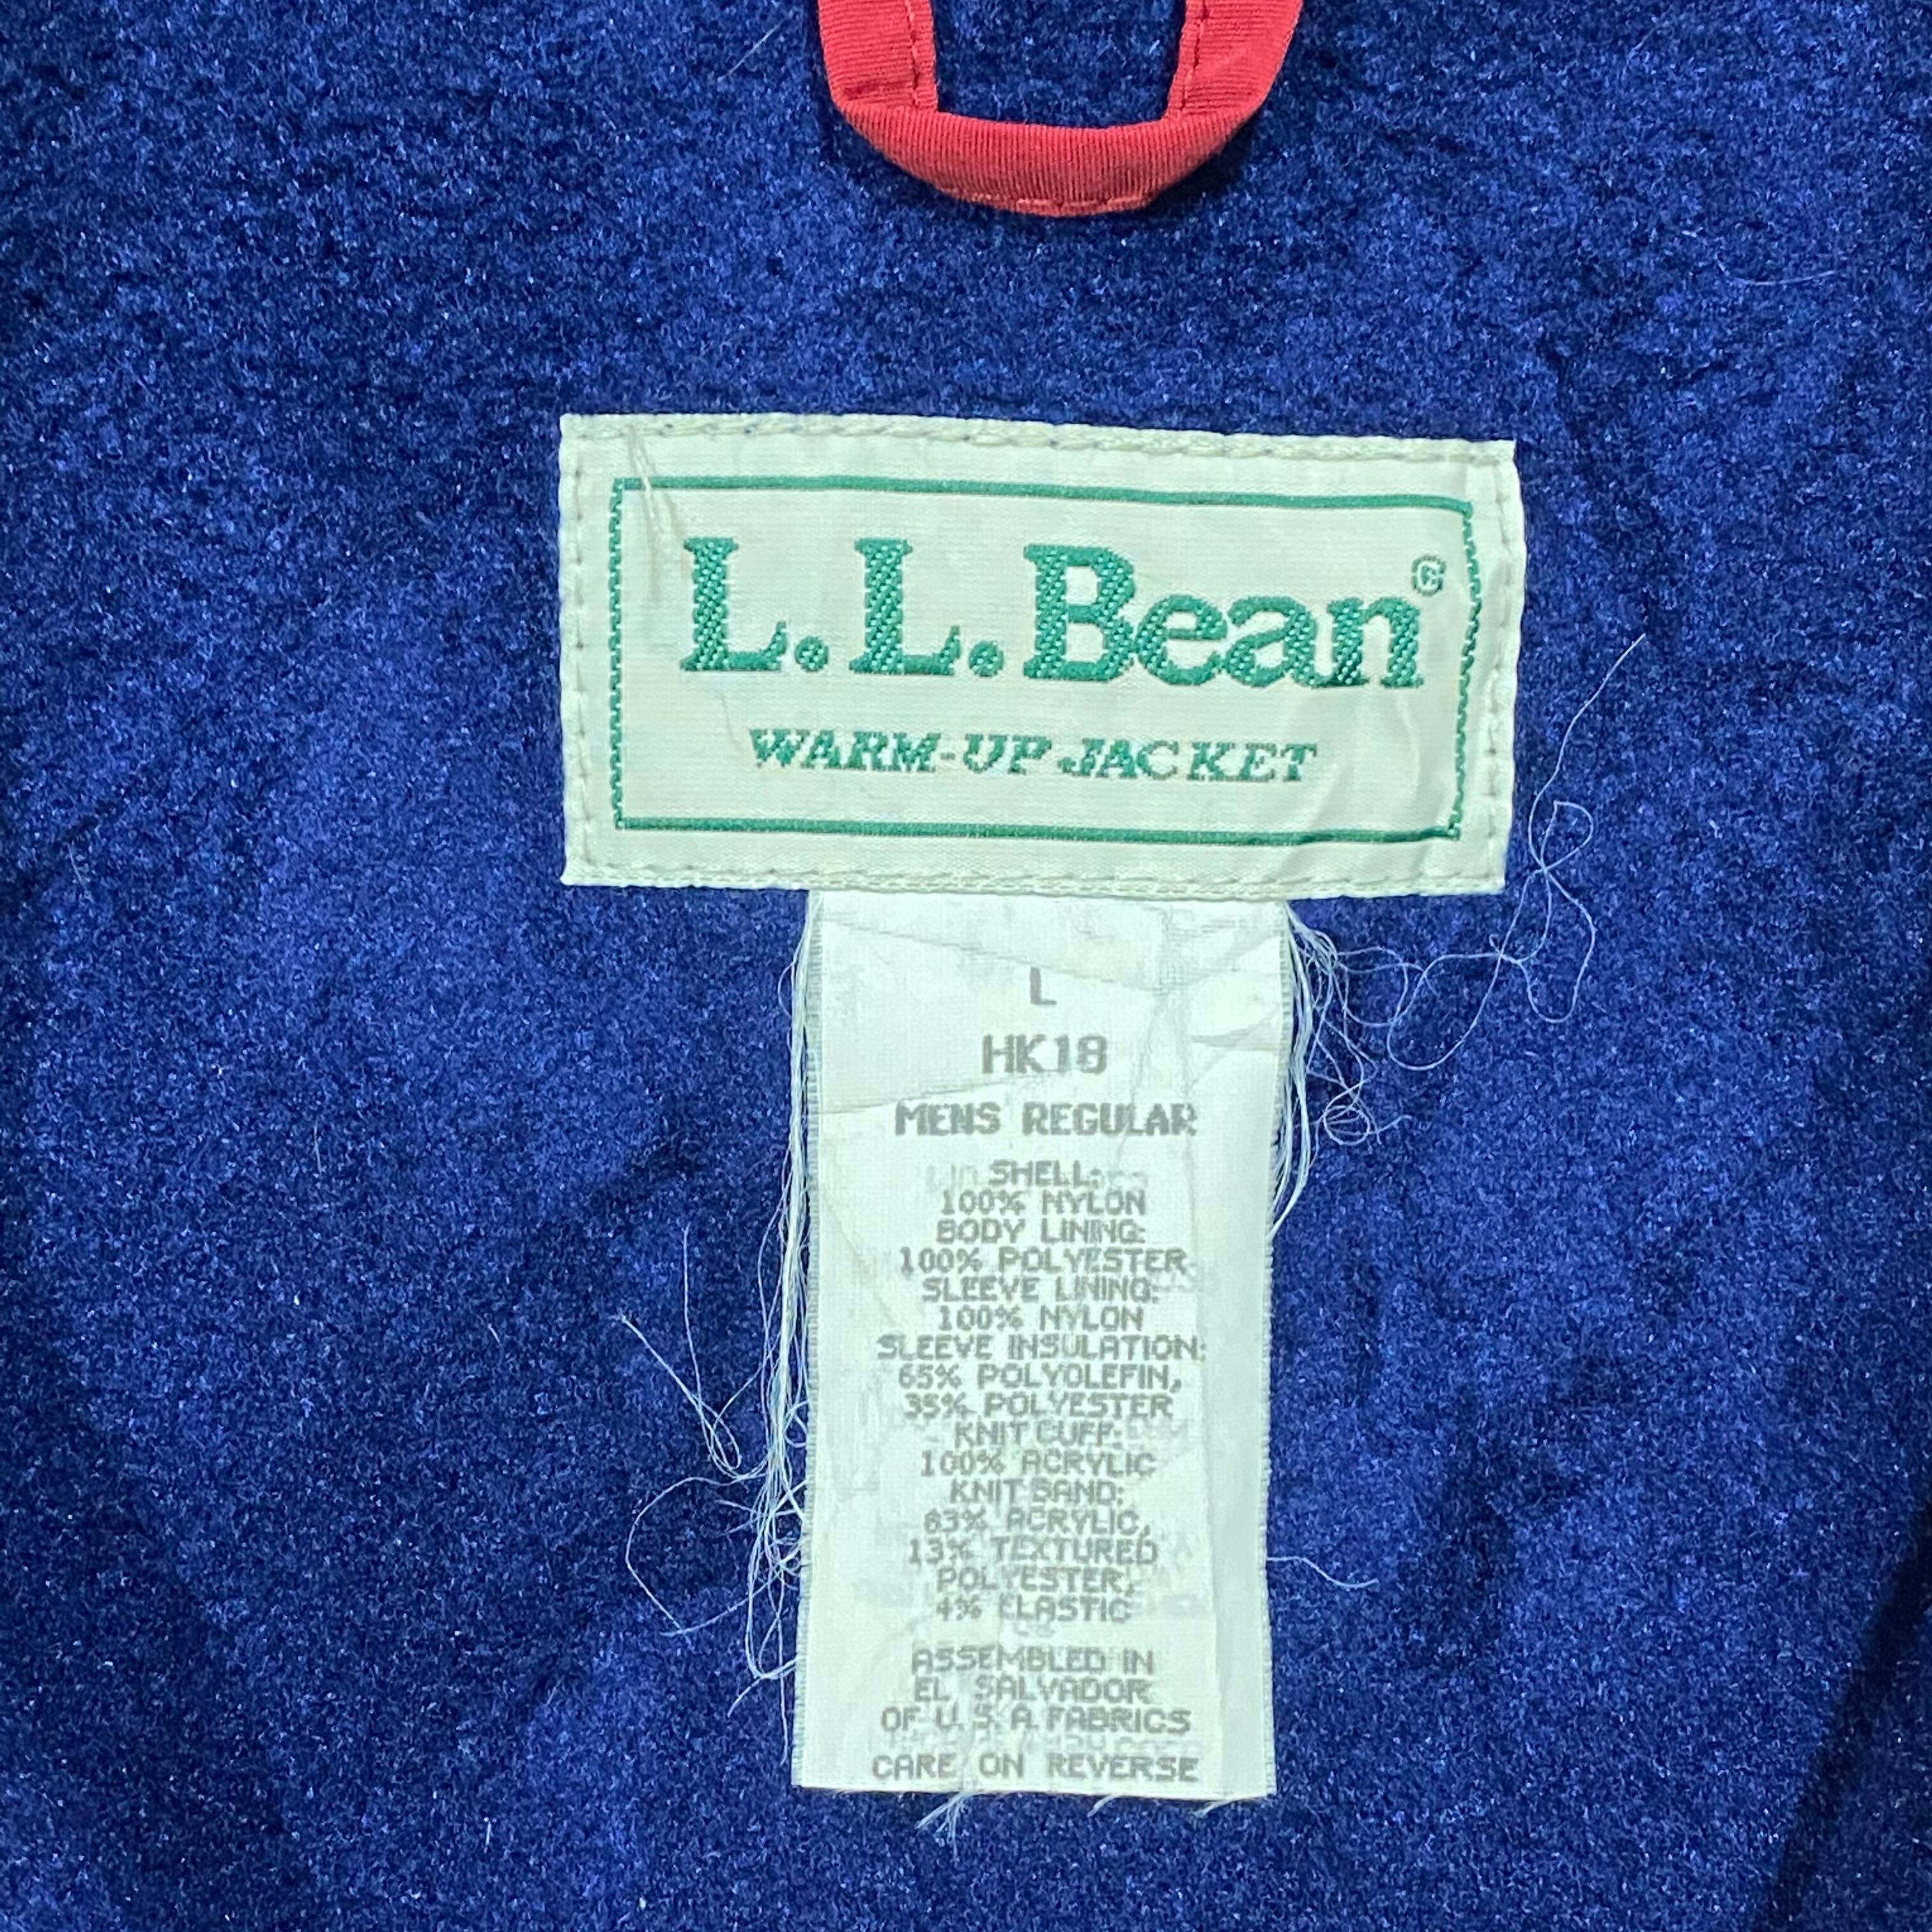 L.L.Bean®
WARM-UP JACKET
L
HK18
MENS REGULAR
SHELL:
100% NYLON
BODY LINING:
100% POLYESTER
SLEEVE LINING:
100% NYLON
SLEEVE INSULATION:
65% POLYOLEFIN,
35% POLYESTER
KNIT CUFF:
100% ACRYLIC
KNIT BAND:
83% ACRYLIC,
13% TEXTURED
POLYESTER,
4% ELASTIC
ASSEMBLED IN
EL SALVADOR
OF U.S.A. FABRICS
CARE ON REVERSE